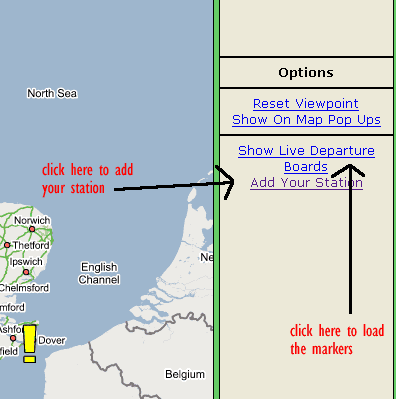 North Sea
Norwich
Thetford
Ipswich
Chelmsford
mford
Ashfor
field
Dover
English
Channel
Ne
Belgium
click here to add
your station
Options
Reset Viewpoint
Show On Map Pop Ups
Show Live Departure
Boards
Add Your Station
click here to load
the markers